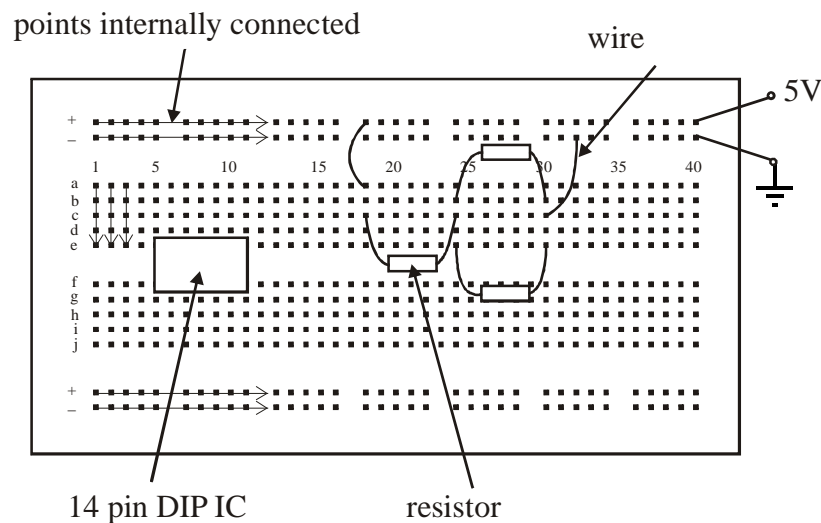 points internally connected
wire
5V
+
–
1 5 10 15 20 25 30 35 40
a
b
c
d
e
f
g
h
i
j
+
–
14 pin DIP IC
resistor